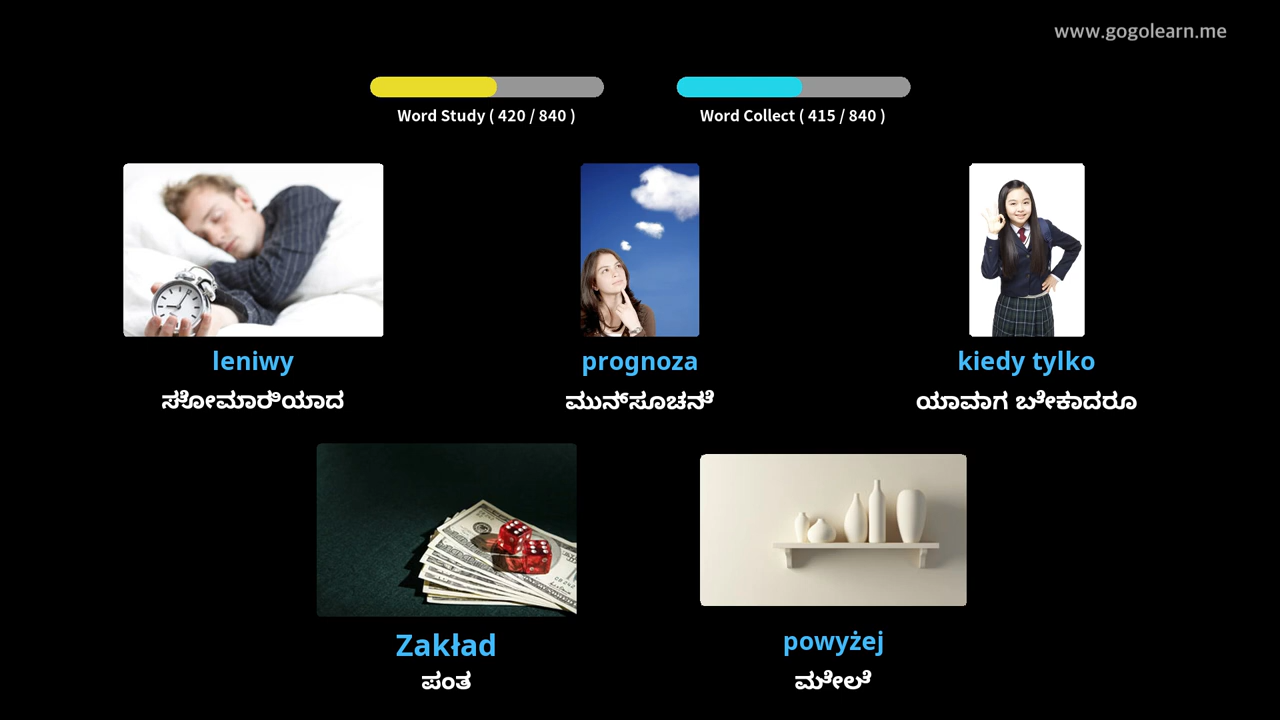 www.gogolearn.me
Word Study ( 420 / 840 )
Word Collect ( 415 / 840 )
leniwy
ಸೋಮಾರಿಯಾದ
prognoza
ಮುನ್ಸೂಚನೆ
kiedy tylko
ಯಾವಾಗ ಬೇಕಾದರೂ
Zakład
ಪಂತ
powyżej
ಮೇಲೆ